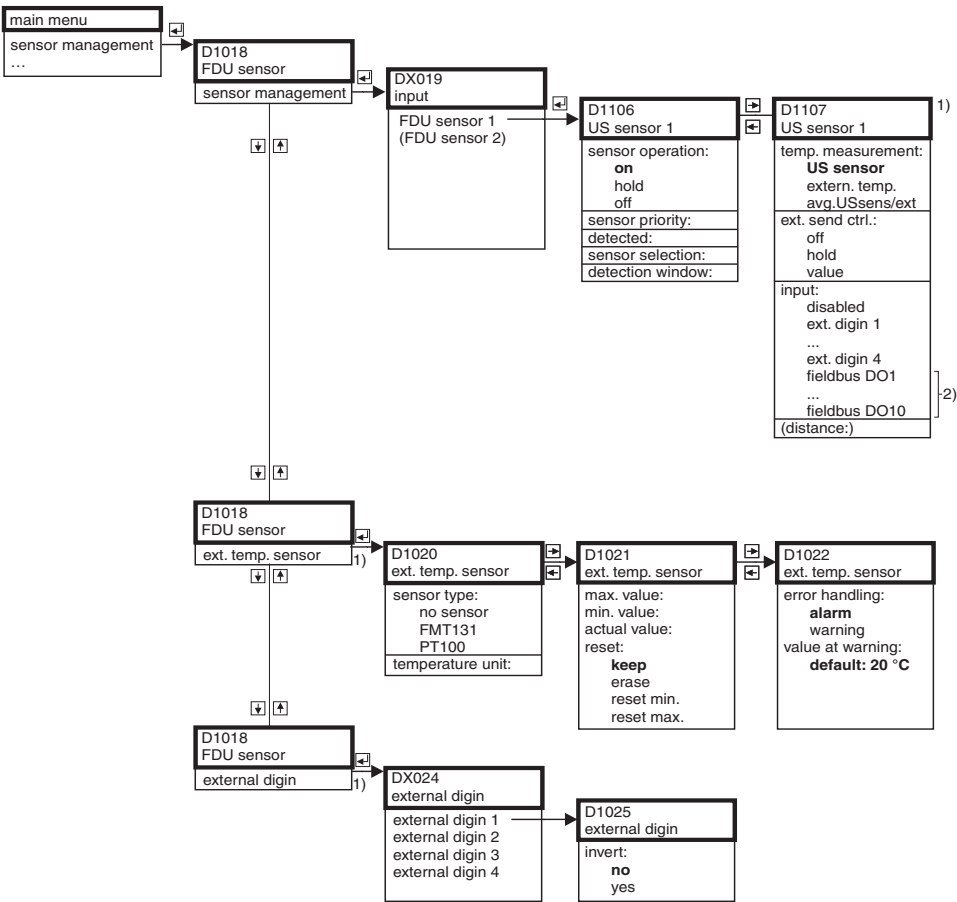 main menu
sensor management
...
D1018
FDU sensor
sensor management
DX019
input
FDU sensor 1
(FDU sensor 2)
D1106
US sensor 1
sensor operation:
on
hold
off
sensor priority:
detected:
sensor selection:
detection window:
D1107
US sensor 1
1)
temp. measurement:
US sensor
extern. temp.
avg.USsens/ext
ext. send ctrl.:
off
hold
value
input:
disabled
ext. digin 1
...
ext. digin 4
fieldbus DO1
...
2)
fieldbus DO10
(distance:)
D1018
FDU sensor
ext. temp. sensor
1)
D1020
ext. temp. sensor
sensor type:
no sensor
FMT131
PT100
temperature unit:
D1021
ext. temp. sensor
max. value:
min. value:
actual value:
reset:
keep
erase
reset min.
reset max.
D1022
ext. temp. sensor
error handling:
alarm
warning
value at warning:
default: 20 °C
D1018
FDU sensor
external digin
1)
DX024
external digin
external digin 1
external digin 2
external digin 3
external digin 4
D1025
external digin
invert:
no
yes